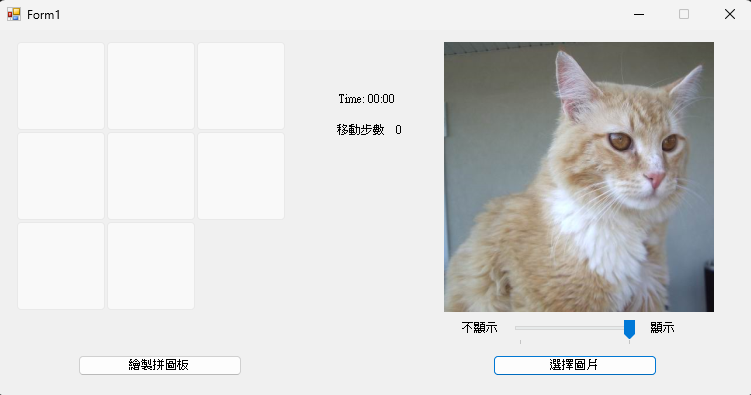 Form1
Time: 00:00
移動步數 0
不顯示
顯示
繪製拼圖板
選擇圖片